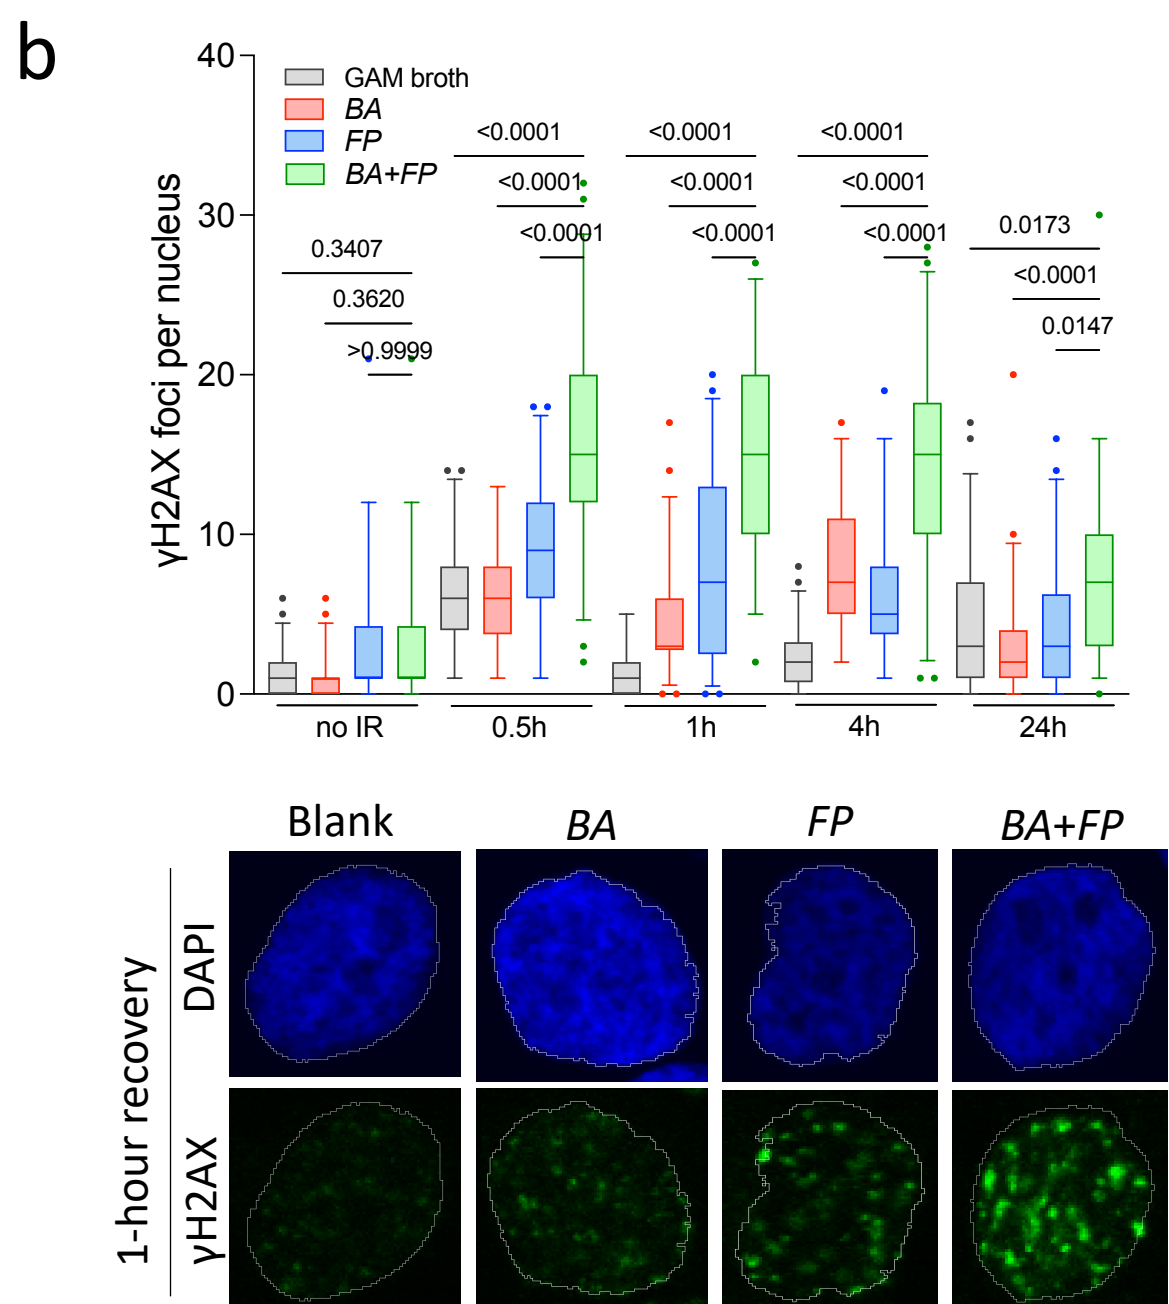 b
γH2AX foci per nucleus
40
30
20
10
0
GAM broth
BA
FP
BA+FP
0.3407
0.3620
>0.9999
<0.0001
<0.0001
<0.0001
<0.0001
<0.0001
<0.0001
<0.0001
<0.0001
<0.0001
0.0173
<0.0001
0.0147
no IR
0.5h
1h
4h
24h
Blank
BA
FP
BA+FP
1-hour recovery
DAPI
γH2AX